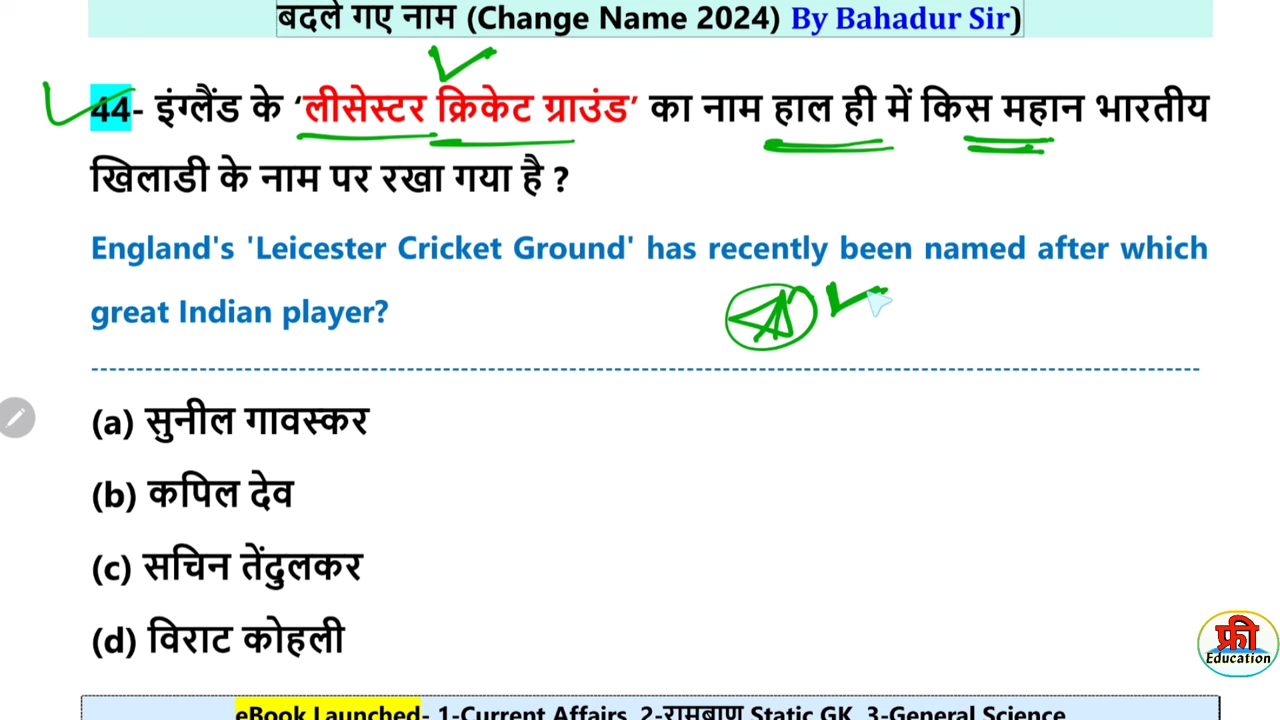 बदले गए नाम (Change Name 2024) By Bahadur Sir)
44- इंग्लैंड के ‘लीसेस्टर क्रिकेट ग्राउंड’ का नाम हाल ही में किस महान भारतीय
खिलाडी के नाम पर रखा गया है ?
England's 'Leicester Cricket Ground' has recently been named after which
great Indian player?
(a) सुनील गावस्कर
(b) कपिल देव
(c) सचिन तेंदुलकर
(d) विराट कोहली
फ्री
Education
eBook Launched- 1-Current Affairs, 2-रामबाण Static GK, 3-General Science